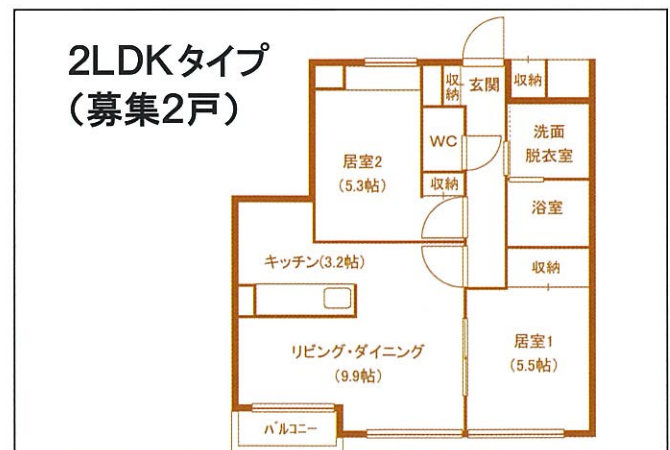 2LDKタイプ
(募集2戸)
収納
玄関
収納
WC
洗面
脱衣室
居室2
(5.3帖)
収納
浴室
キッチン(3.2帖)
収納
リビング・ダイニング
(9.9帖)
居室1
(5.5帖)
バルコニー